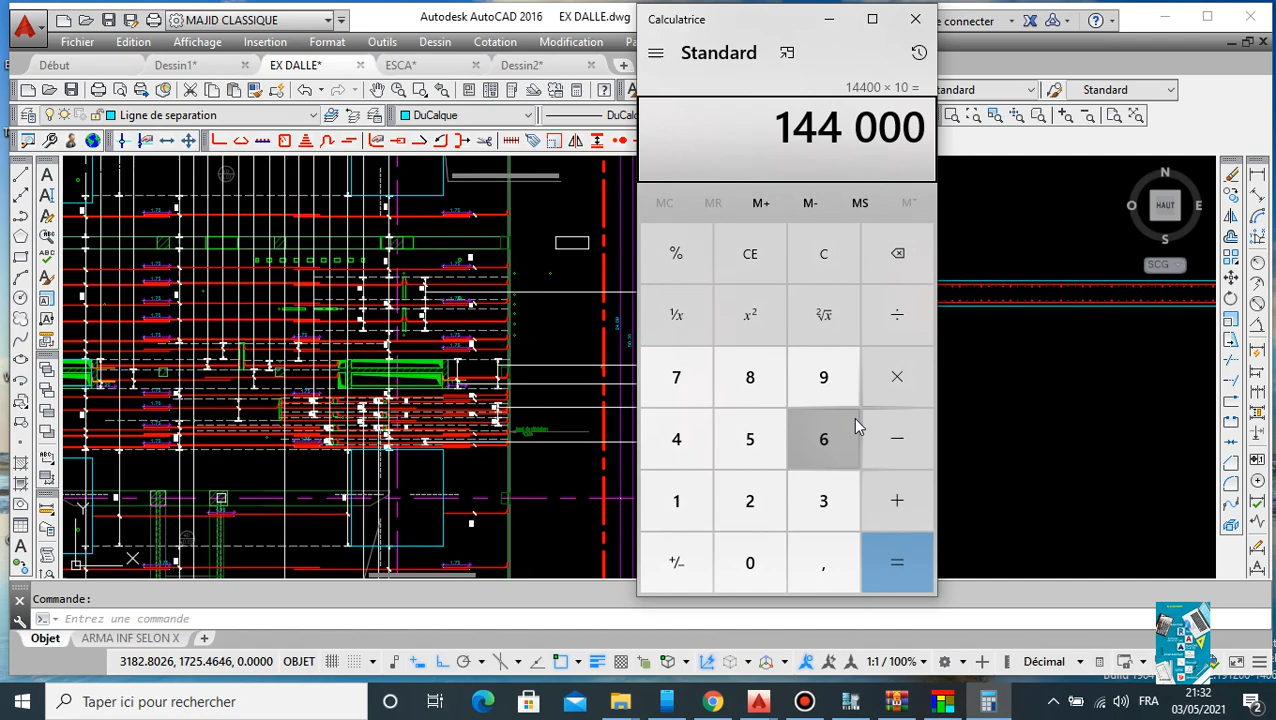 MAJID CLASSIQUE
Autodesk AutoCAD 2016
EX DALLE.dwg
Calculatrice
connecter
Fichier
Edition
Affichage
Insertion
Format
Outils
Dessin
Cotation
Modification
Standard
14400 × 10 =
Début
Dessin1*
EX DALLE*
ESCA*
Dessin2*
Standard
144 000
Ligne de separation
DuCalque
MC
MR
M+
M-
MS
N
O
HAUT
E
S
SCG
%
CE
C
¹/x
x²
²√x
÷
7
8
9
×
4
5
6
−
1
2
3
+
+/−
0
,
=
Y
X
Commande:
Entrez une commande
Objet
ARMA INF SELON X
+
3182.8026, 1725.4646, 0.0000
OBJET
1:1 / 100%
Décimal
Taper ici pour rechercher
FRA
21:32
03/05/2021
2